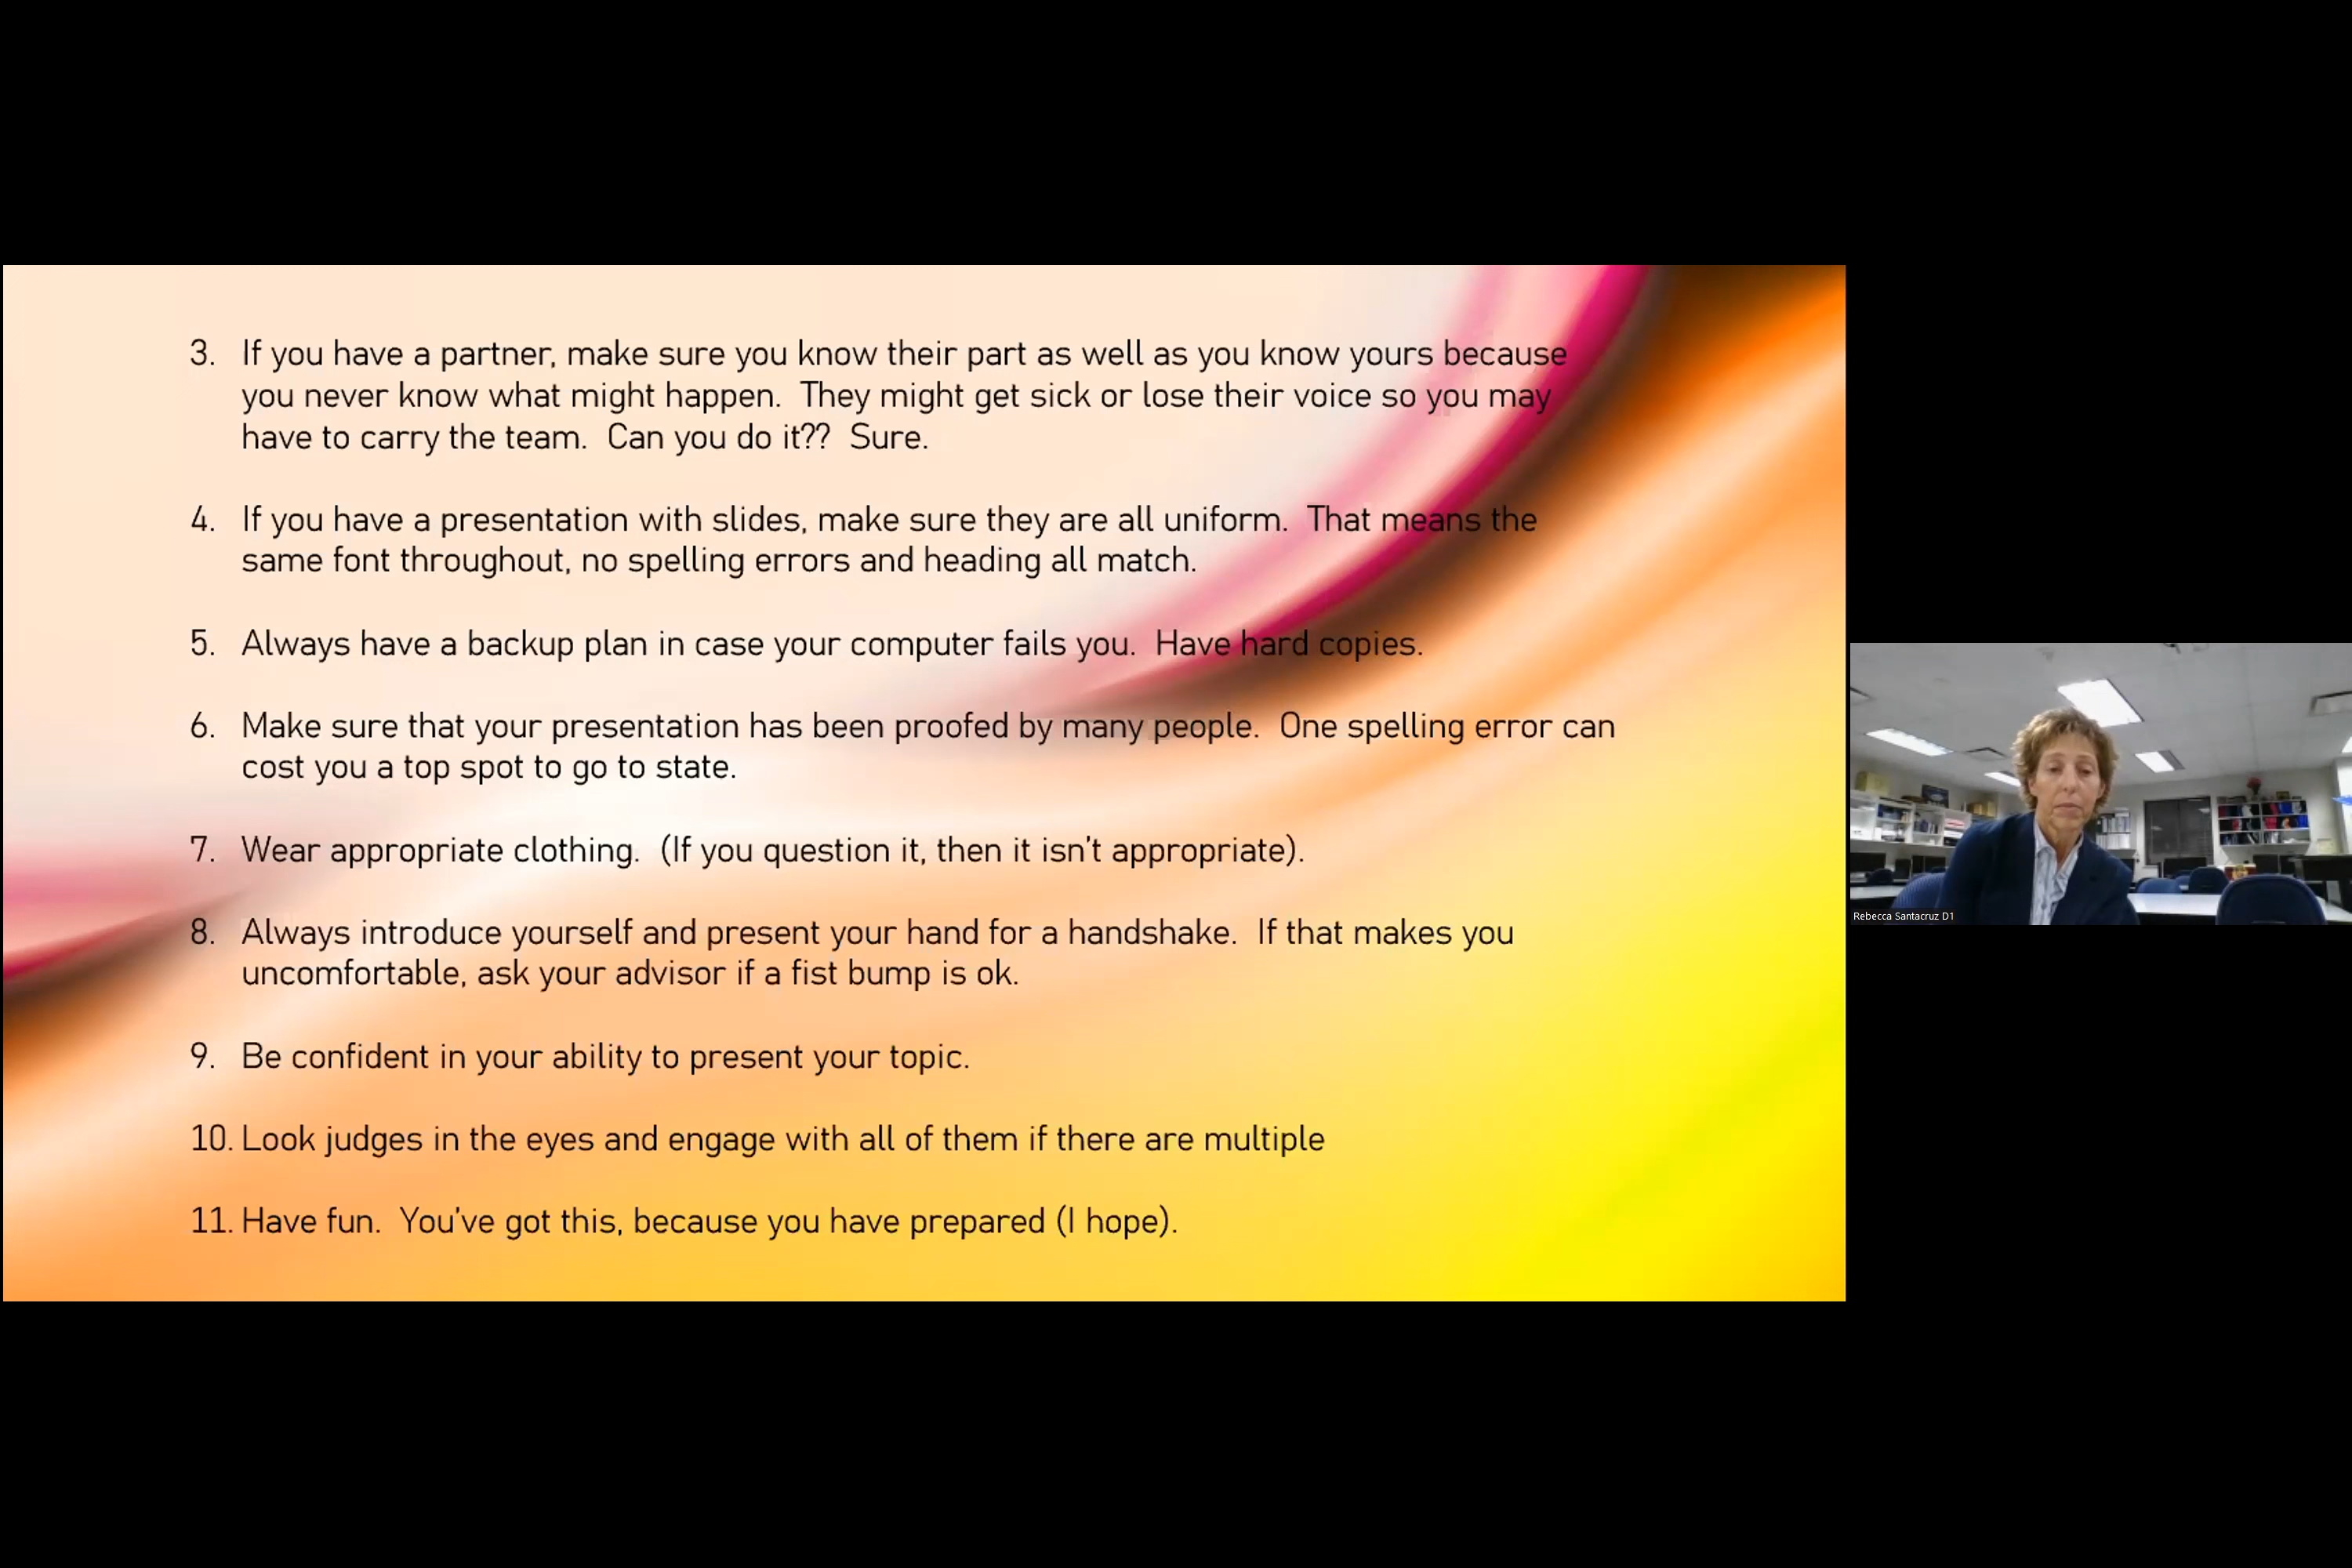 3. If you have a partner, make sure you know their part as well as you know yours because
you never know what might happen.  They might get sick or lose their voice so you may
have to carry the team.  Can you do it??  Sure.
4. If you have a presentation with slides, make sure they are all uniform.  That means the
same font throughout, no spelling errors and heading all match.
5. Always have a backup plan in case your computer fails you.  Have hard copies.
6. Make sure that your presentation has been proofed by many people.  One spelling error can
cost you a top spot to go to state.
7. Wear appropriate clothing.  (If you question it, then it isn't appropriate).
8. Always introduce yourself and present your hand for a handshake.  If that makes you
uncomfortable, ask your advisor if a fist bump is ok.
9. Be confident in your ability to present your topic.
10. Look judges in the eyes and engage with all of them if there are multiple
11. Have fun.  You've got this, because you have prepared (I hope).
Rebecca Santacruz D1